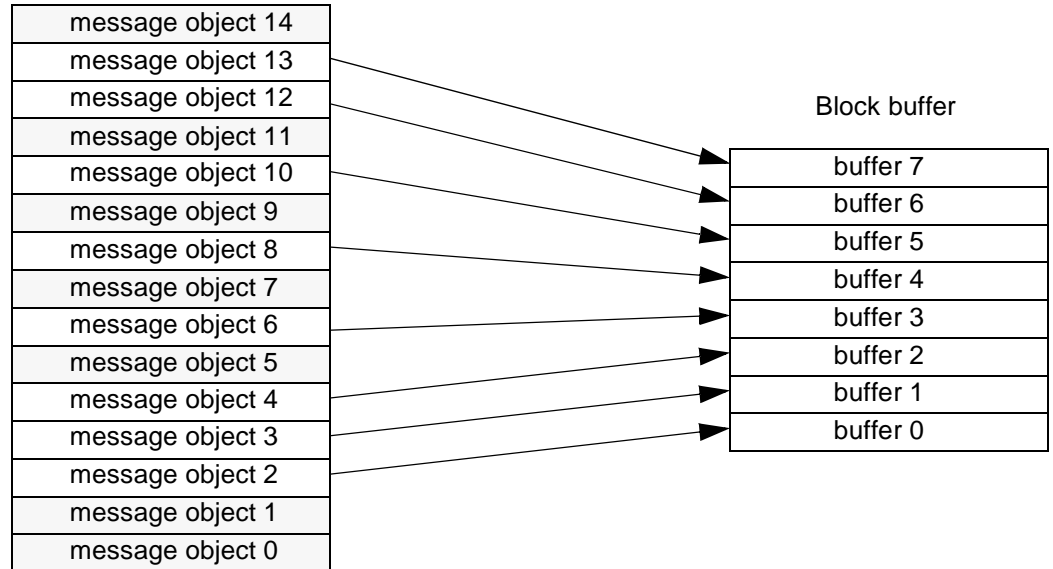 message object 14
message object 13
message object 12
message object 11
message object 10
message object 9
message object 8
message object 7
message object 6
message object 5
message object 4
message object 3
message object 2
message object 1
message object 0
Block buffer
buffer 7
buffer 6
buffer 5
buffer 4
buffer 3
buffer 2
buffer 1
buffer 0